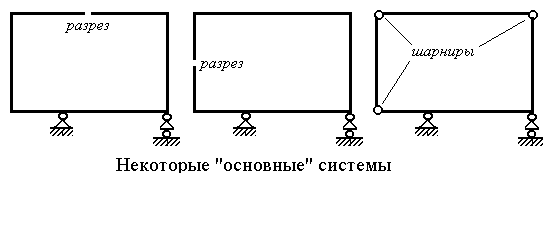 разрез
разрез
шарниры
Некоторые "основные" системы